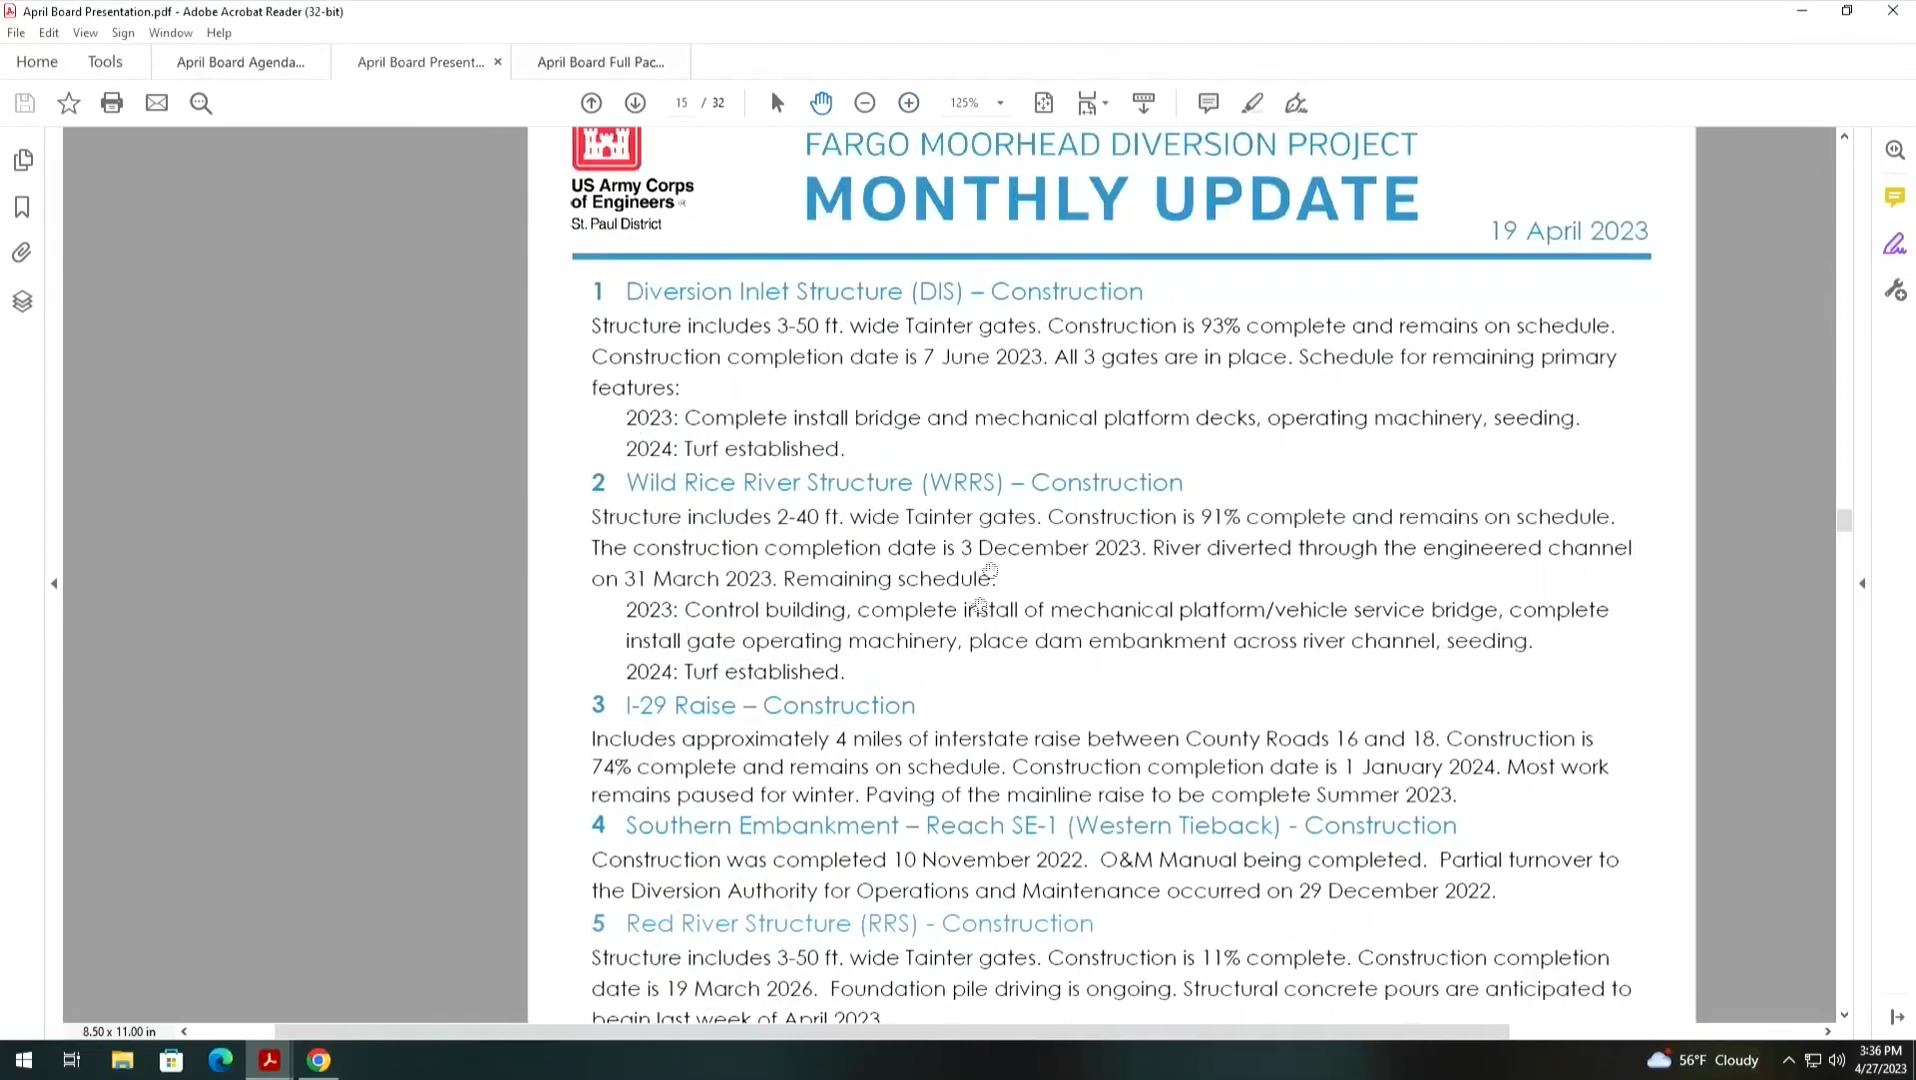 April Board Presentation.pdf - Adobe Acrobat Reader (32-bit)
File Edit View Sign Window Help
Home Tools April Board Agenda... April Board Present... × April Board Full Pac...
15 / 32 125%
US Army Corps
of Engineers ®
St. Paul District
FARGO MOORHEAD DIVERSION PROJECT
MONTHLY UPDATE
19 April 2023
1 Diversion Inlet Structure (DIS) – Construction
Structure includes 3-50 ft. wide Tainter gates. Construction is 93% complete and remains on schedule.
Construction completion date is 7 June 2023. All 3 gates are in place. Schedule for remaining primary
features:
2023: Complete install bridge and mechanical platform decks, operating machinery, seeding.
2024: Turf established.
2 Wild Rice River Structure (WRRS) – Construction
Structure includes 2-40 ft. wide Tainter gates. Construction is 91% complete and remains on schedule.
The construction completion date is 3 December 2023. River diverted through the engineered channel
on 31 March 2023. Remaining schedule:
2023: Control building, complete install of mechanical platform/vehicle service bridge, complete
install gate operating machinery, place dam embankment across river channel, seeding.
2024: Turf established.
3 I-29 Raise – Construction
Includes approximately 4 miles of interstate raise between County Roads 16 and 18. Construction is
74% complete and remains on schedule. Construction completion date is 1 January 2024. Most work
remains paused for winter. Paving of the mainline raise to be complete Summer 2023.
4 Southern Embankment – Reach SE-1 (Western Tieback) - Construction
Construction was completed 10 November 2022. O&M Manual being completed. Partial turnover to
the Diversion Authority for Operations and Maintenance occurred on 29 December 2022.
5 Red River Structure (RRS) - Construction
Structure includes 3-50 ft. wide Tainter gates. Construction is 11% complete. Construction completion
date is 19 March 2026. Foundation pile driving is ongoing. Structural concrete pours are anticipated to
begin last week of April 2023
8.50 x 11.00 in
56°F Cloudy
3:36 PM
4/27/2023